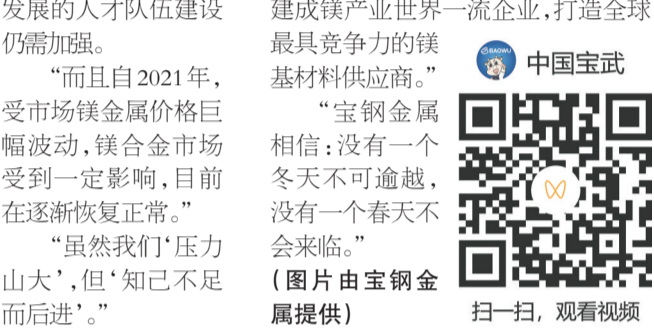 发展的人才队伍建设
仍需加强。
“而且自2021年，
受市场镁金属价格巨
幅波动，镁合金市场
受到一定影响，目前
在逐渐恢复正常。”
“虽然我们‘压力
山大’，但‘知己不足
而后进’。”
建成镁产业世界一流企业，打造全球
最具竞争力的镁
基材料供应商。”
“宝钢金属
相信：没有一个
冬天不可逾越，
没有一个春天不
会来临。”
（图片由宝钢金
属提供）
BAOWU
中国宝武
扫一扫，观看视频